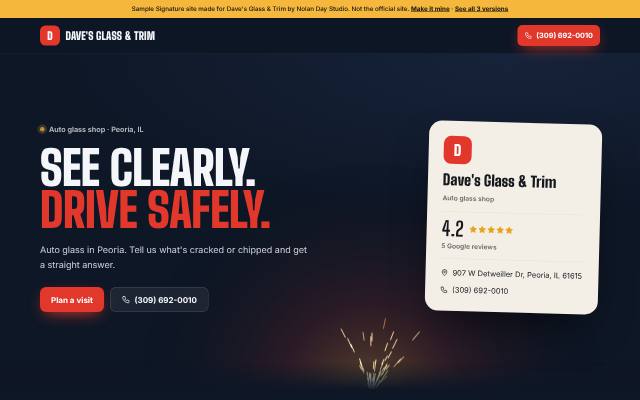 Sample Signature site made for Dave's Glass & Trim by Nolan Day Studio. Not the official site. Make it mine · See all 3 versions
D DAVE'S GLASS & TRIM
(309) 692-0010
Auto glass shop · Peoria, IL
SEE CLEARLY.
DRIVE SAFELY.
Auto glass in Peoria. Tell us what's cracked or chipped and get
a straight answer.
Plan a visit
(309) 692-0010
D
Dave's Glass & Trim
Auto glass shop
4.2
5 Google reviews
907 W Detweiller Dr, Peoria, IL 61615
(309) 692-0010